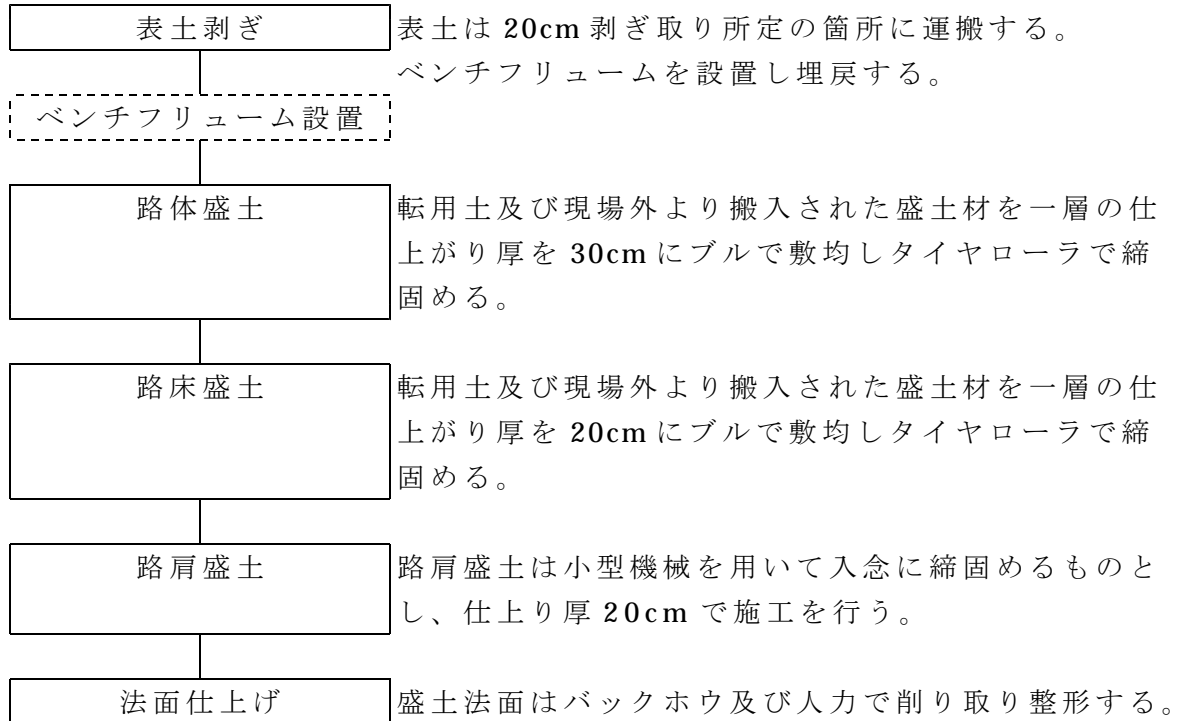 表土剥ぎ
表土は20cm剥ぎ取り所定の箇所に運搬する。
ベンチフリュームを設置し埋戻する。
ベンチフリューム設置
路体盛土
転用土及び現場外より搬入された盛土材を一層の仕
上がり厚を30cmにブルで敷均しタイヤローラで締
固める。
路床盛土
転用土及び現場外より搬入された盛土材を一層の仕
上がり厚を20cmにブルで敷均しタイヤローラで締
固める。
路肩盛土
路肩盛土は小型機械を用いて入念に締固めるものと
し、仕上り厚20cmで施工を行う。
法面仕上げ
盛土法面はバックホウ及び人力で削り取り整形する。